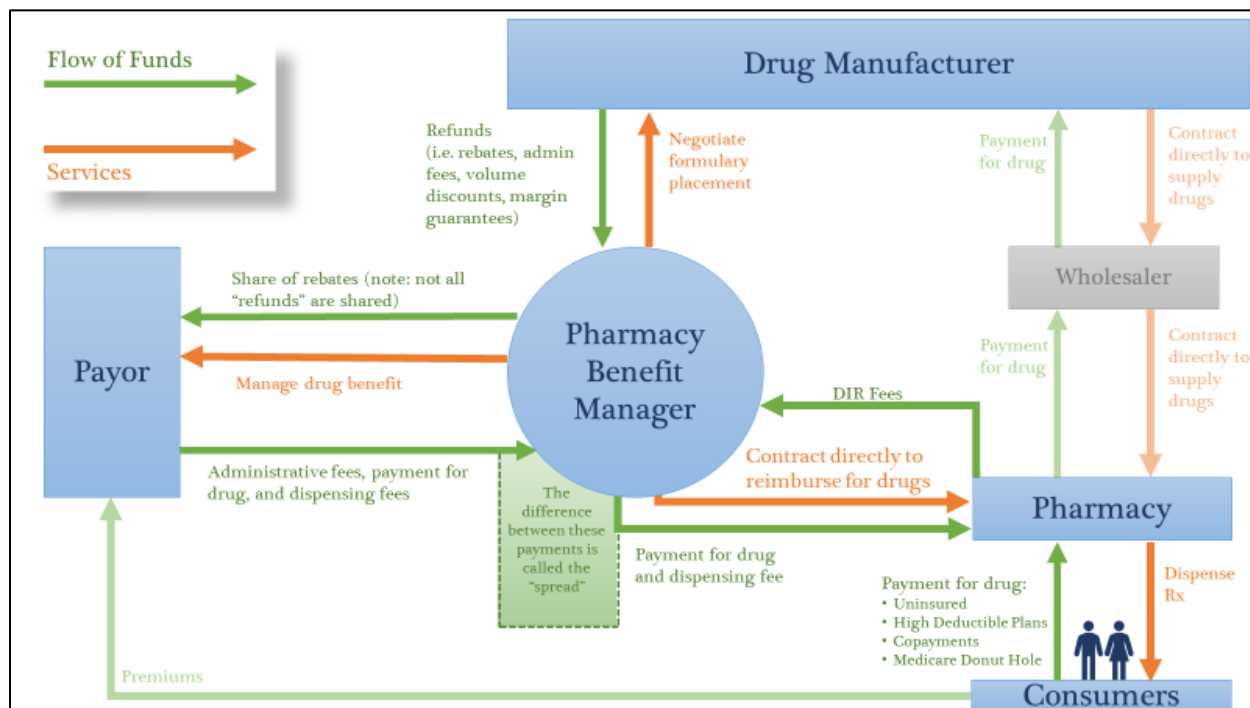 Flow of Funds
Services
Drug Manufacturer
Refunds
(i.e. rebates, admin
fees, volume
discounts, margin
guarantees)
Negotiate
formulary
placement
Payment
for drug
Contract
directly to
supply
drugs
Wholesaler
Share of rebates (note: not all
"refunds" are shared)
Payor
Manage drug benefit
Pharmacy
Benefit
Manager
Payment
for drug
Contract
directly to
supply
drugs
DIR Fees
Administrative fees, payment for
drug, and dispensing fees
Contract directly to
reimburse for drugs
The
difference
between these
payments is
called the
"spread"
Pharmacy
Payment for drug
and dispensing fee
Payment for drug:
• Uninsured
• High Deductible Plans
• Copayments
• Medicare Donut Hole
Dispense
Rx
Premiums
Consumers